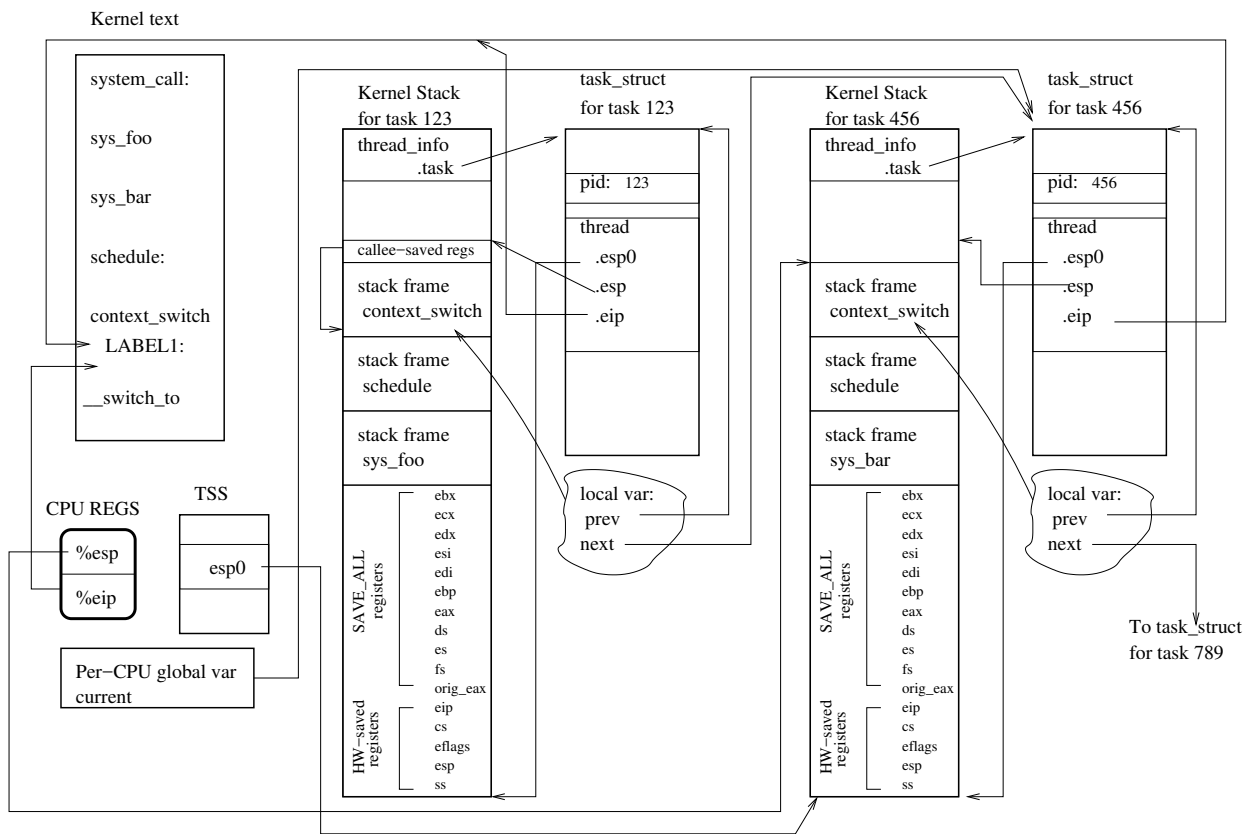 Kernel text
system_call:
sys_foo
sys_bar
schedule:
context_switch
LABEL1:
__switch_to
CPU REGS
%esp
%eip
TSS
esp0
Per−CPU global var
current
Kernel Stack
for task 123
thread_info
.task
callee−saved regs
stack frame
context_switch
stack frame
schedule
stack frame
sys_foo
SAVE_ALL
registers
ebx
ecx
edx
esi
edi
ebp
eax
ds
es
fs
orig_eax
HW−saved
registers
eip
cs
eflags
esp
ss
task_struct
for task 123
pid: 123
thread
.esp0
.esp
.eip
local var:
prev
next
Kernel Stack
for task 456
thread_info
.task
stack frame
context_switch
stack frame
schedule
stack frame
sys_bar
SAVE_ALL
registers
ebx
ecx
edx
esi
edi
ebp
eax
ds
es
fs
orig_eax
HW−saved
registers
eip
cs
eflags
esp
ss
task_struct
for task 456
pid: 456
thread
.esp0
.esp
.eip
local var:
prev
next
To task_struct
for task 789